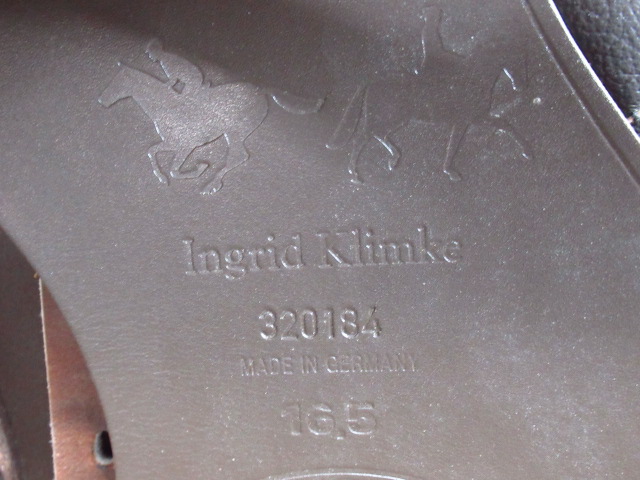 Ingrid Klimke
320184
MADE IN GERMANY
16,5